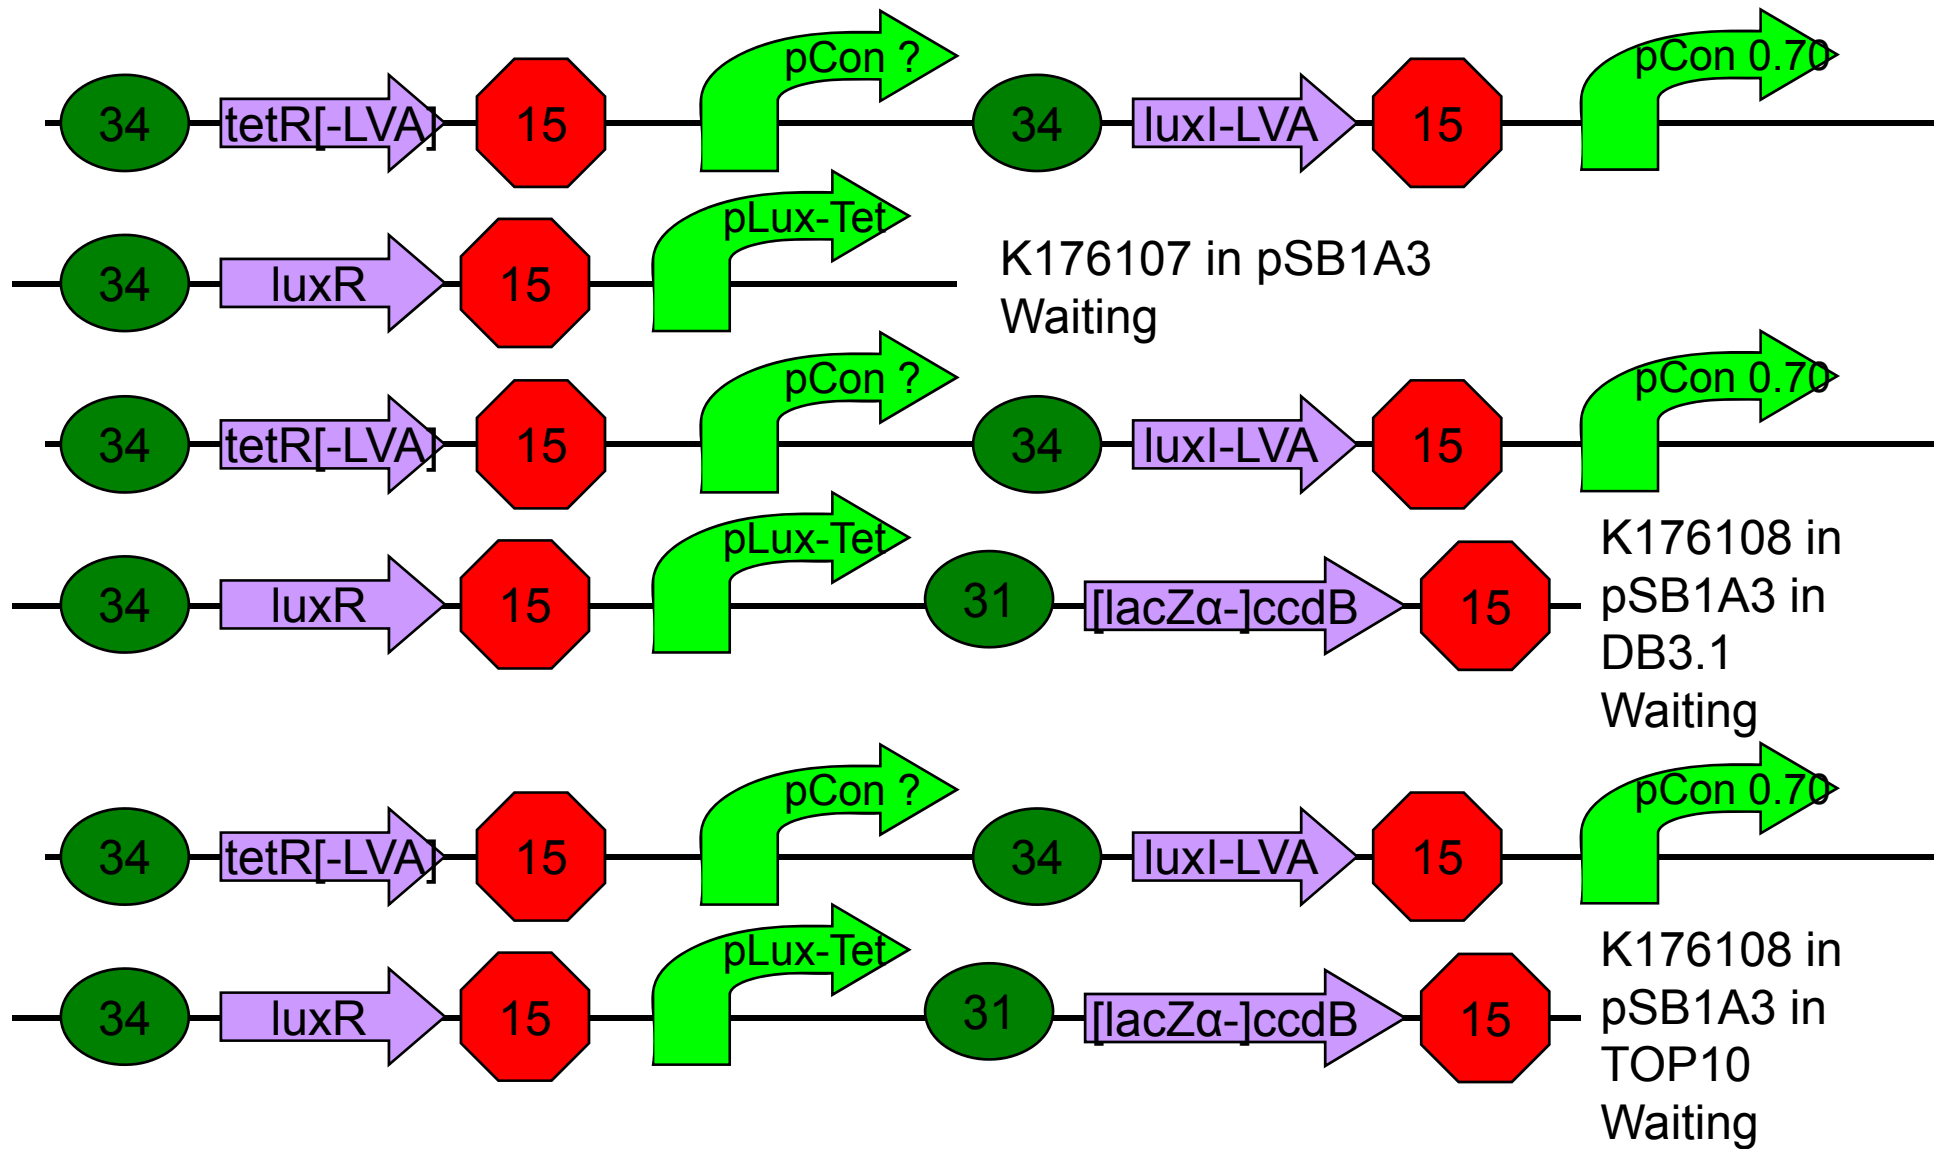 34 tetR[-LVA] 15 pCon ? 34 luxI-LVA 15 pCon 0.70
34 luxR 15 pLux-Tet
K176107 in pSB1A3
Waiting
34 tetR[-LVA] 15 pCon ? 34 luxI-LVA 15 pCon 0.70
34 luxR 15 pLux-Tet 31 [lacZα-]ccdB 15
K176108 in
pSB1A3 in
DB3.1
Waiting
34 tetR[-LVA] 15 pCon ? 34 luxI-LVA 15 pCon 0.70
34 luxR 15 pLux-Tet 31 [lacZα-]ccdB 15
K176108 in
pSB1A3 in
TOP10
Waiting